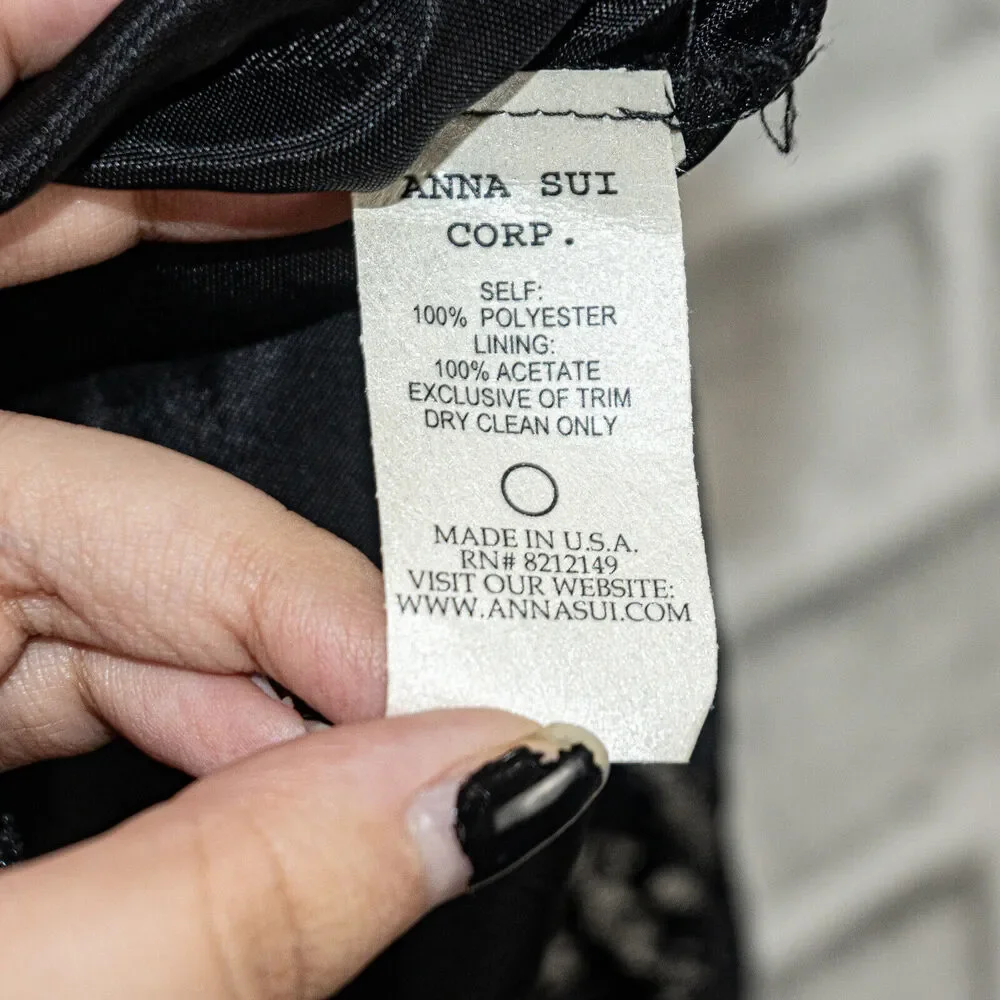 ANNA SUI
CORP.
SELF:
100% POLYESTER
LINING:
100% ACETATE
EXCLUSIVE OF TRIM
DRY CLEAN ONLY
MADE IN U.S.A.
RN# 8212149
VISIT OUR WEBSITE:
WWW.ANNASUI.COM